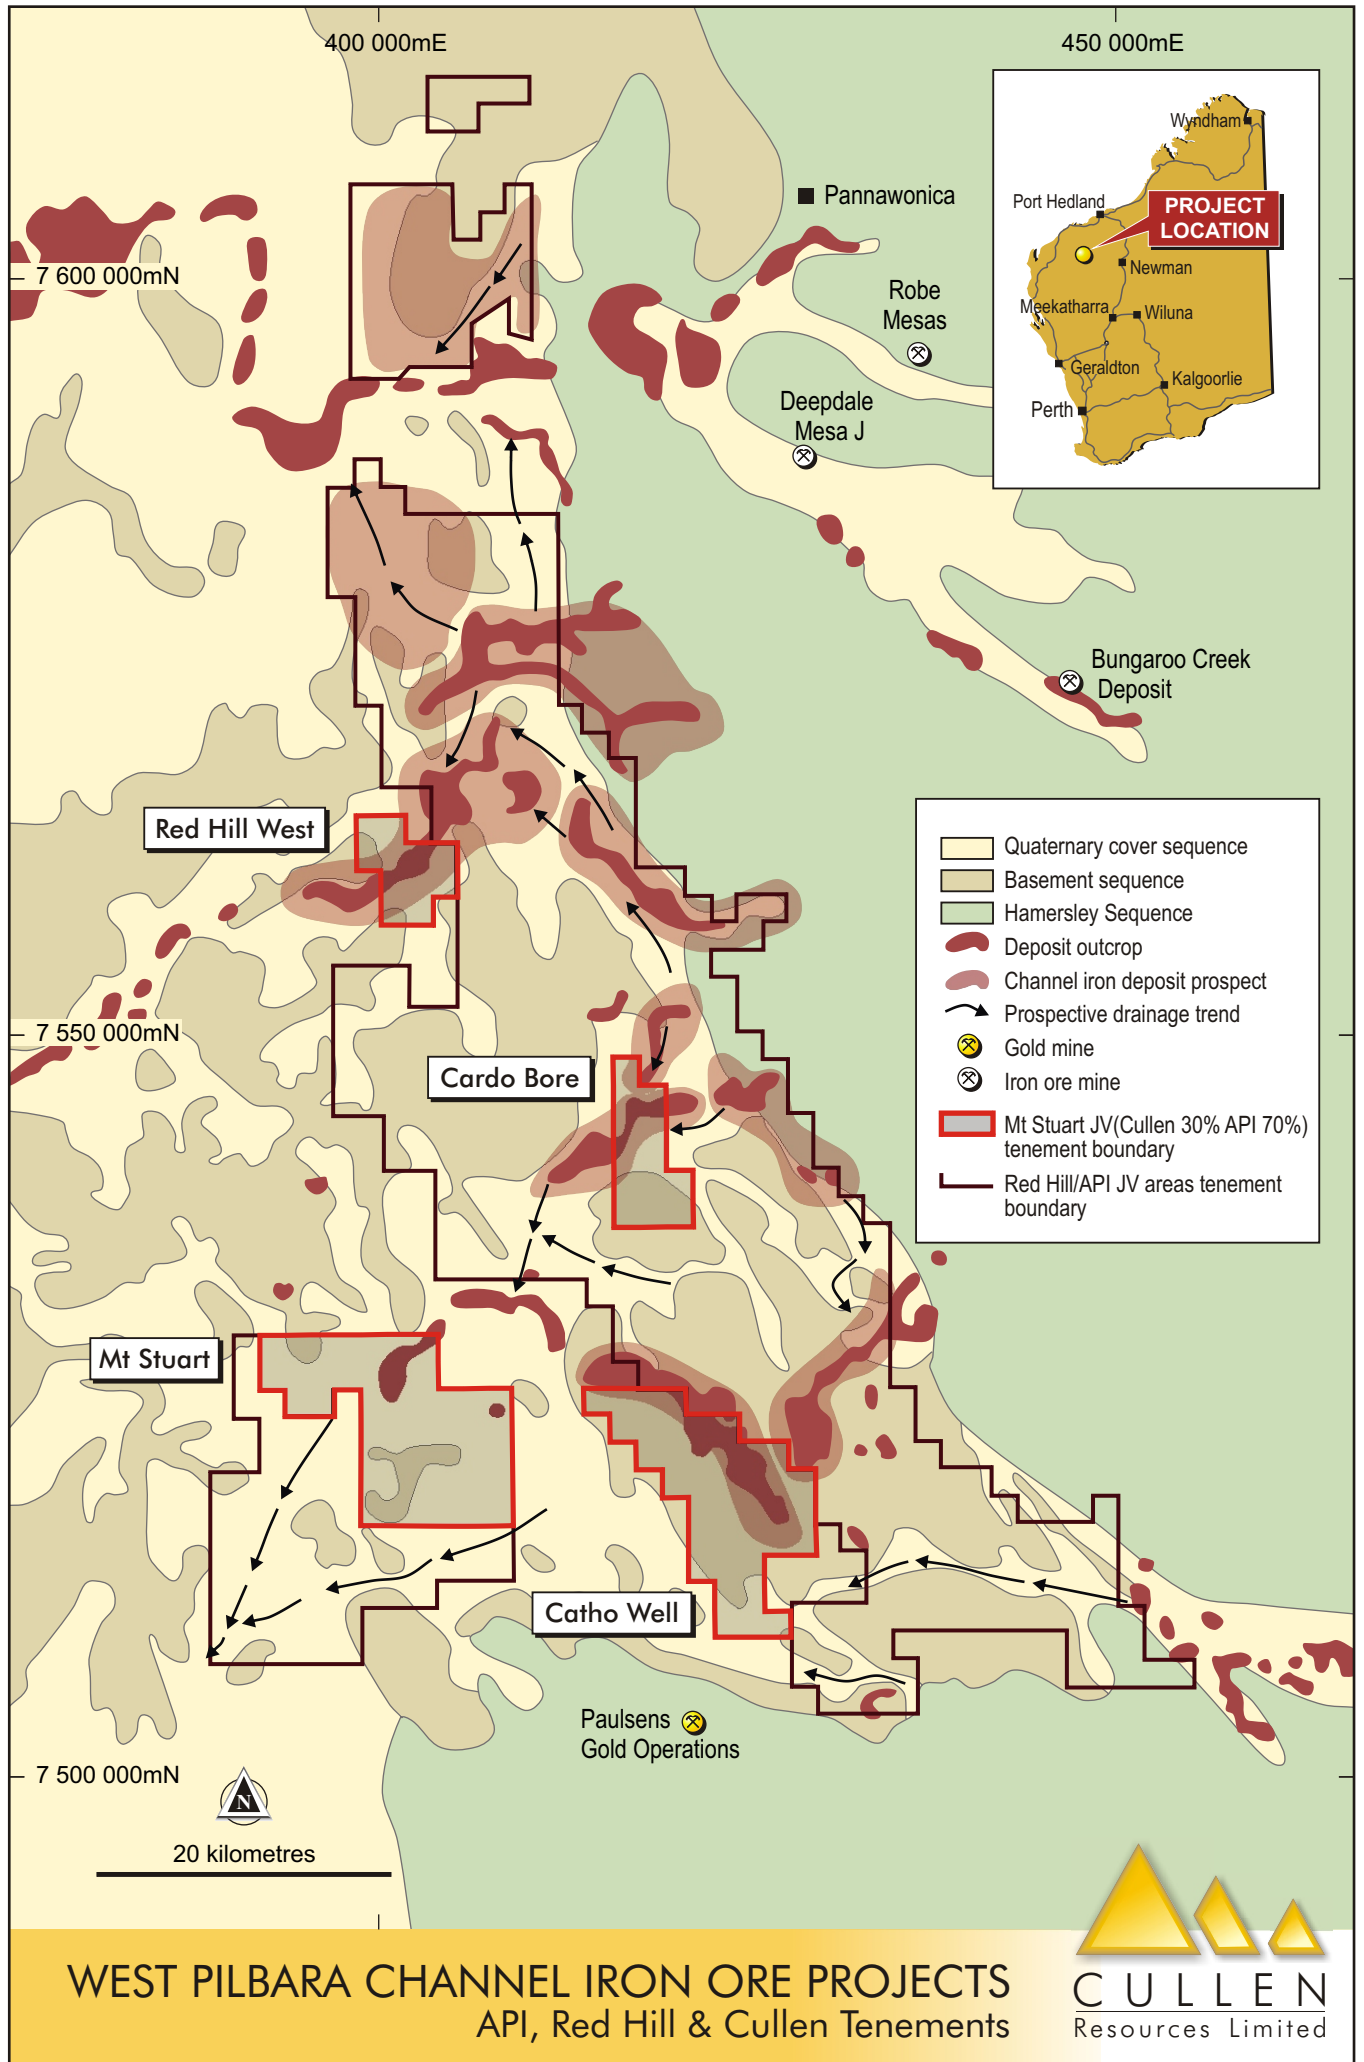 400 000mE
450 000mE
Wyndham
Port Hedland
PROJECT
LOCATION
Newman
Meekatharra
Wiluna
Geraldton
Kalgoorlie
Perth
Pannawonica
7 600 000mN
Robe
Mesas
Deepdale
Mesa J
Bungaroo Creek
Deposit
Red Hill West
Quaternary cover sequence
Basement sequence
Hamersley Sequence
Deposit outcrop
Channel iron deposit prospect
Prospective drainage trend
Gold mine
Iron ore mine
Mt Stuart JV(Cullen 30% API 70%)
tenement boundary
Red Hill/API JV areas tenement
boundary
7 550 000mN
Cardo Bore
Mt Stuart
Catho Well
Paulsens
Gold Operations
7 500 000mN
N
20 kilometres
WEST PILBARA CHANNEL IRON ORE PROJECTS
API, Red Hill & Cullen Tenements
CULLEN
Resources Limited